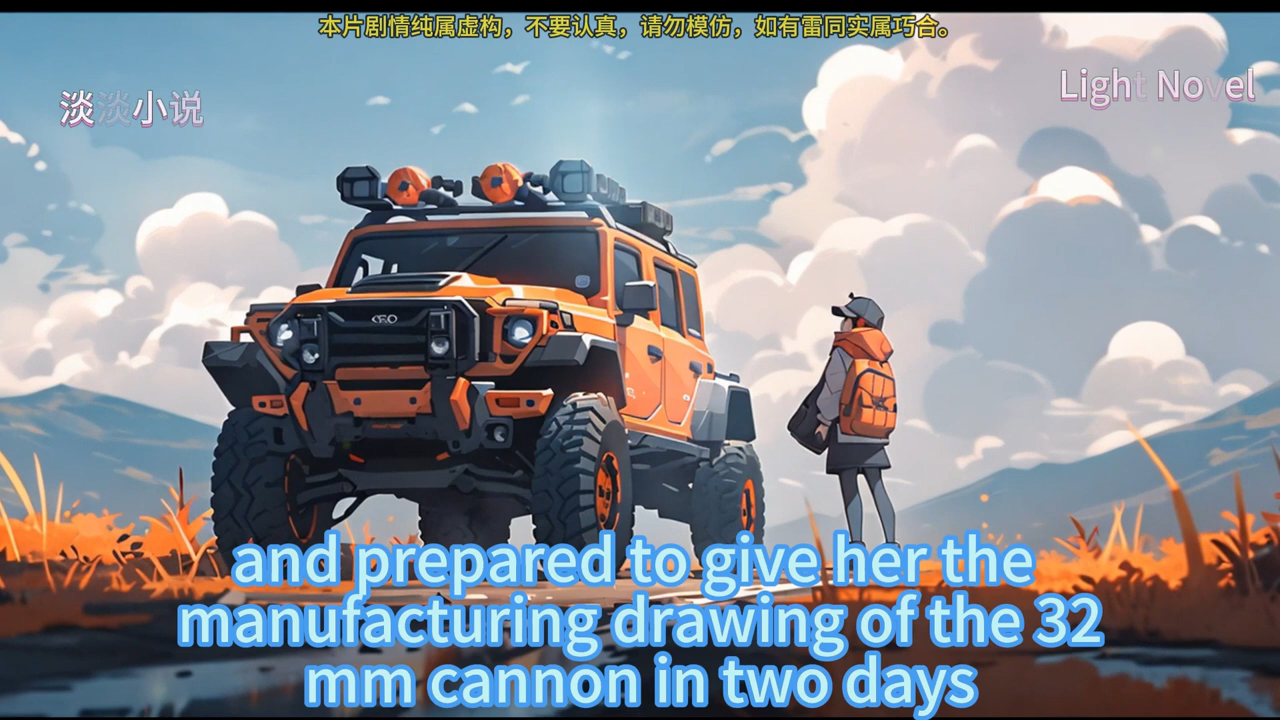 本片剧情纯属虚构，不要认真，请勿模仿，如有雷同实属巧合。
淡淡小说
Light Novel
and prepared to give her the
manufacturing drawing of the 32
mm cannon in two days